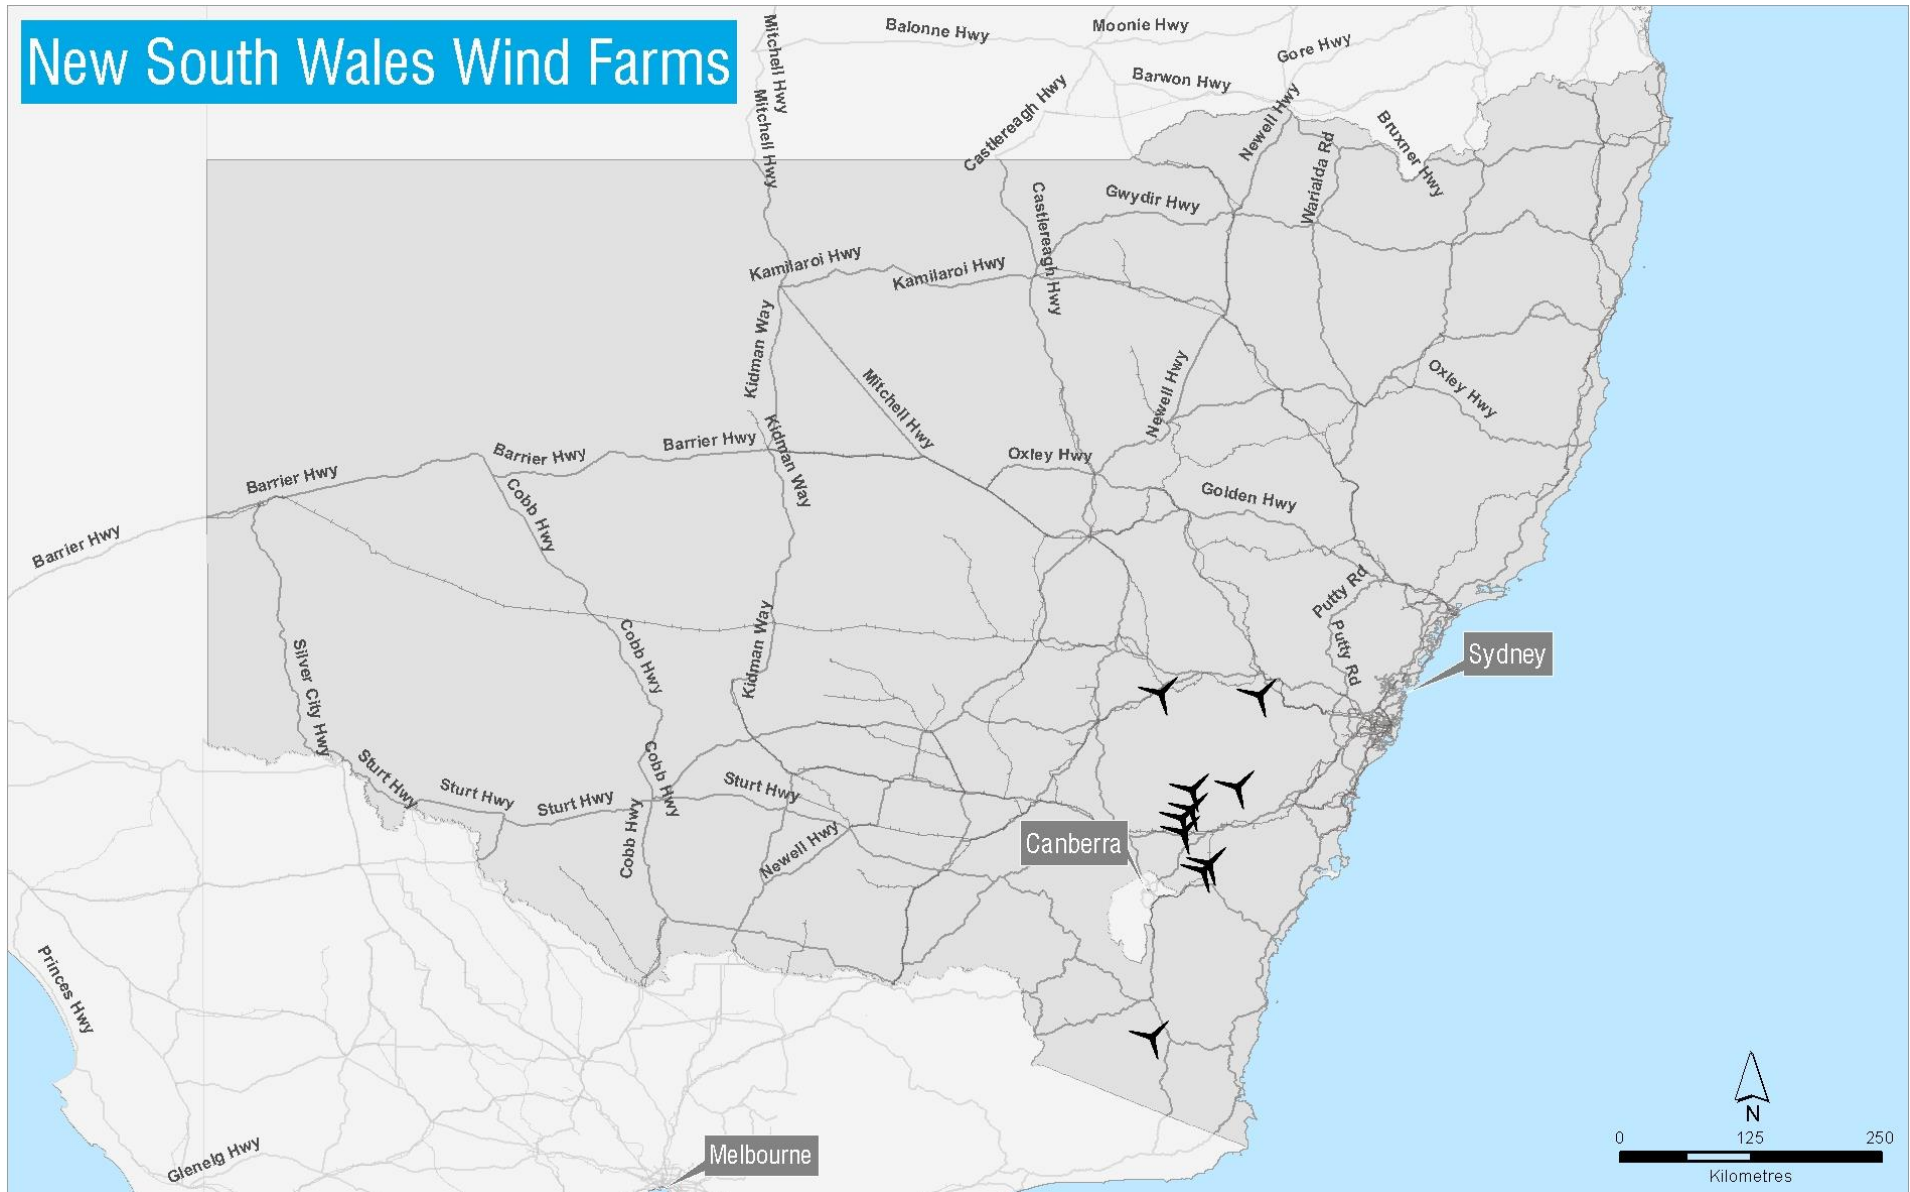 New South Wales Wind Farms
Mitchell Hwy
Balonne Hwy
Moonie Hwy
Gore Hwy
Barwon Hwy
Mitchell Hwy
Castlereagh Hwy
Newell Hwy
Bruxner Hwy
Warialda Rd
Castlereagh Hwy
Gwydir Hwy
Kamilaroi Hwy
Kamilaroi Hwy
Kidman Way
Mitchell Hwy
Newell Hwy
Oxley Hwy
Barrier Hwy
Barrier Hwy
Barrier Hwy
Kidman Way
Oxley Hwy
Cobb Hwy
Golden Hwy
Barrier Hwy
Putty Rd
Cobb Hwy
Kidman Way
Putty Rd
Silver City Hwy
Sydney
Cobb Hwy
Sturt Hwy
Sturt Hwy
Sturt Hwy
Sturt Hwy
Cobb Hwy
Newell Hwy
Canberra
Princes Hwy
N
0 125 250
Kilometres
Glenelg Hwy
Melbourne